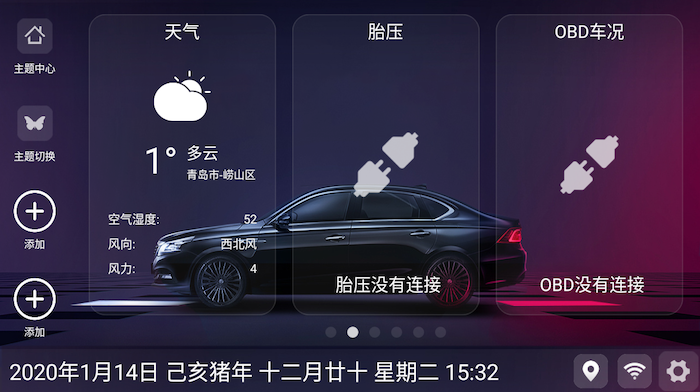 主题中心
主题切换
添加
添加
天气
1° 多云
青岛市-崂山区
空气湿度: 52
风向: 西北风
风力: 4
胎压
胎压没有连接
OBD车况
OBD没有连接
2020年1月14日 己亥猪年 十二月廿十 星期二 15:32